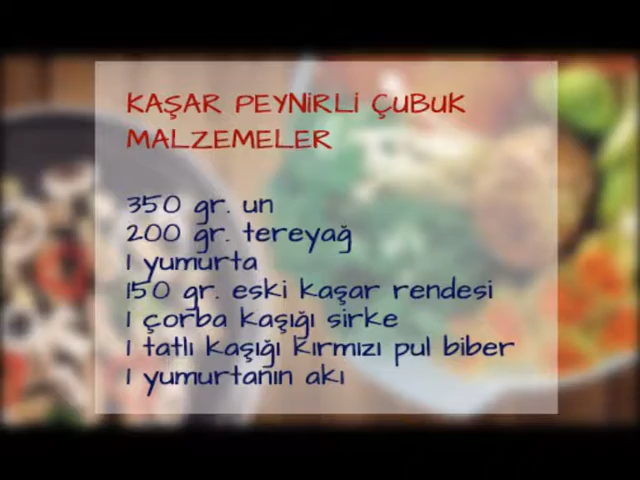 KAŞAR PEYNİRLİ ÇUBUK
MALZEMELER
350 gr. un
200 gr. tereyağ
1 yumurta
150 gr. eski kaşar rendesi
1 çorba kaşığı sirke
1 tatlı kaşığı kırmızı pul biber
1 yumurtanın akı